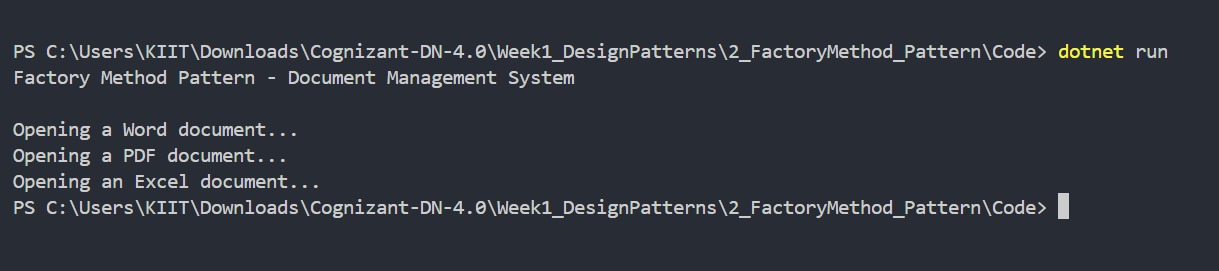 PS C:\Users\KIIT\Downloads\Cognizant-DN-4.0\Week1_DesignPatterns\2_FactoryMethod_Pattern\Code> dotnet run
Factory Method Pattern - Document Management System
Opening a Word document...
Opening a PDF document...
Opening an Excel document...
PS C:\Users\KIIT\Downloads\Cognizant-DN-4.0\Week1_DesignPatterns\2_FactoryMethod_Pattern\Code>